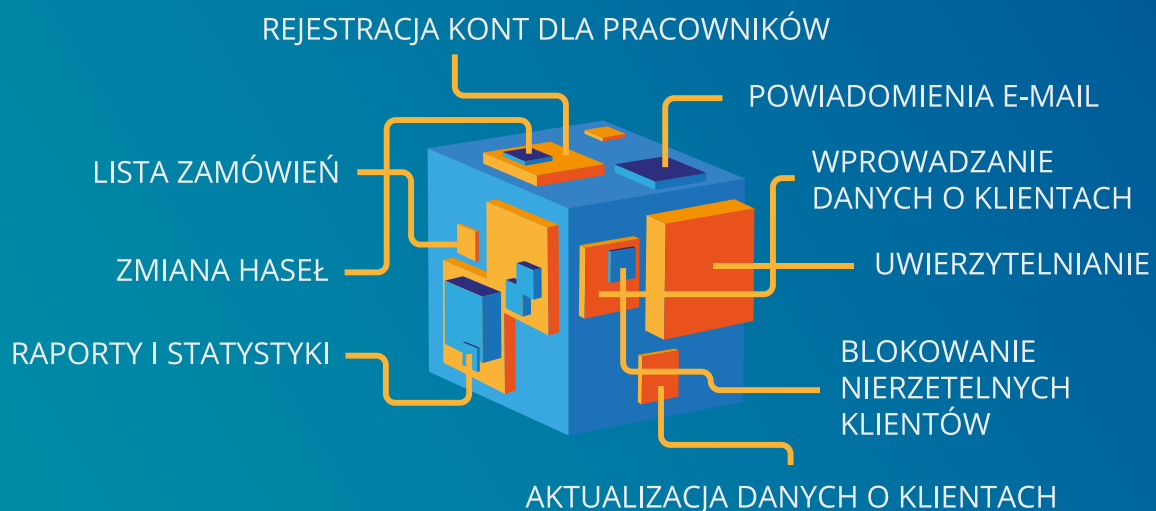 REJESTRACJA KONT DLA PRACOWNIKÓW
POWIADOMIENIA E-MAIL
LISTA ZAMÓWIEŃ
WPROWADZANIE
DANYCH O KLIENTACH
ZMIANA HASEŁ
UWIERZYTELNIANIE
RAPORTY I STATYSTYKI
BLOKOWANIE
NIERZETELNYCH
KLIENTÓW
AKTUALIZACJA DANYCH O KLIENTACH